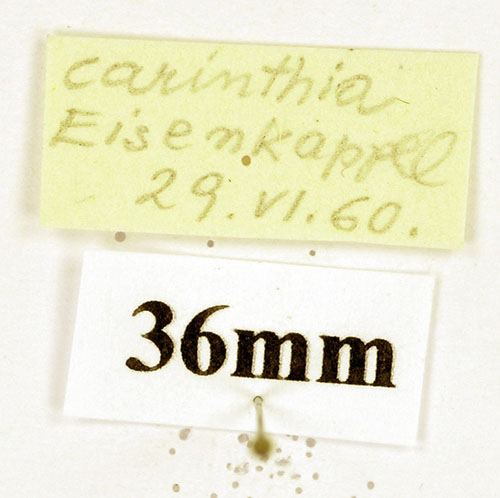 carinthia
Eisenkappel
29. VI. 60.
36mm